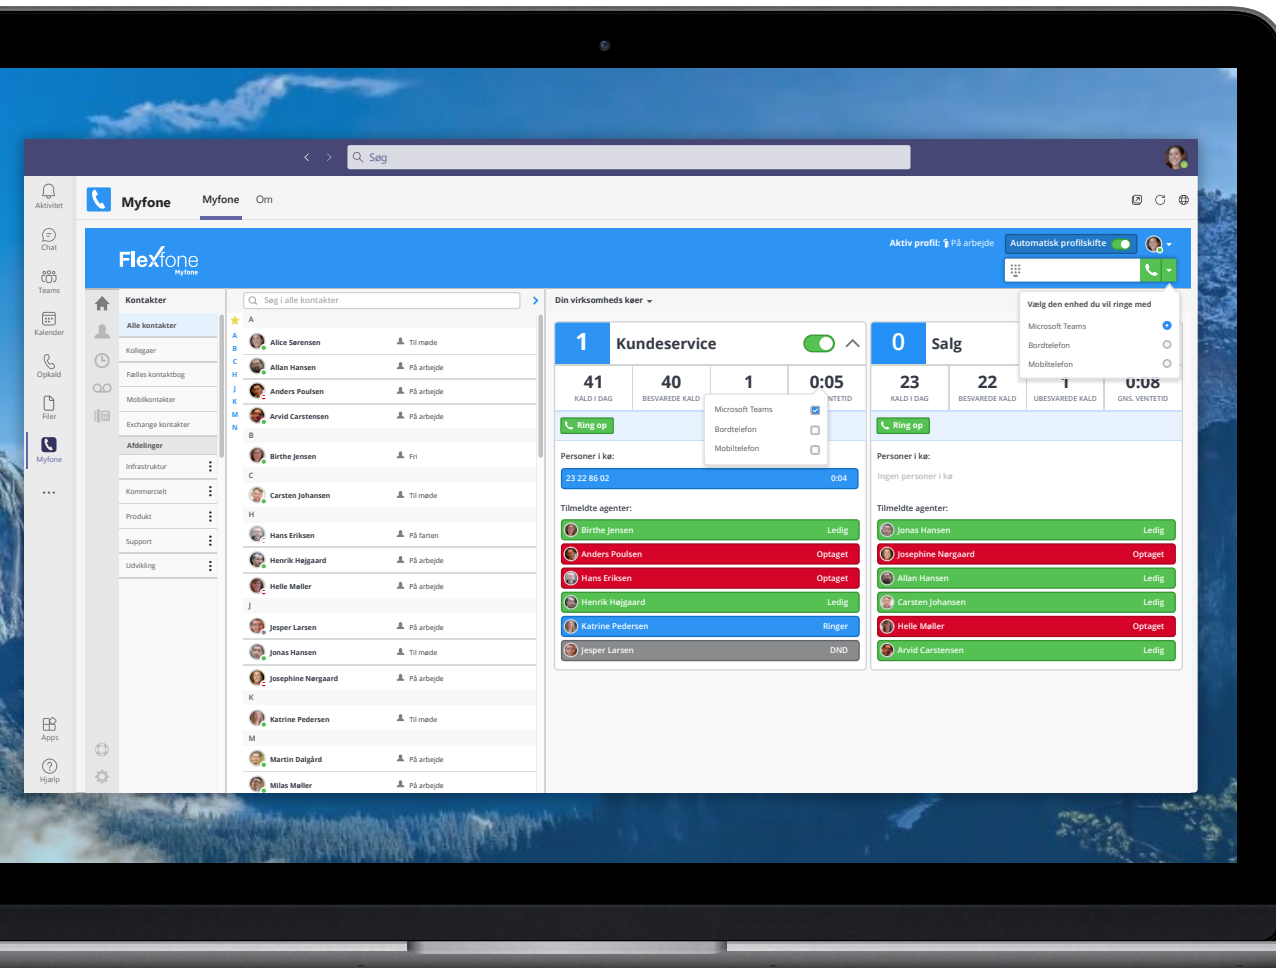 Søg
Aktivitet
Chat
Teams
Kalender
Opkald
Filer
Myfone
Apps
Hjælp
Myfone
Myfone
Om
Flexfone
Myfone
Aktiv profil: På arbejde
Automatisk profilskifte
Vælg den enhed du vil ringe med
Microsoft Teams
Bordtelefon
Mobiltelefon
Kontakter
Alle kontakter
Kollegaer
Fælles kontaktbog
Mobilkontakter
Exchange kontakter
Afdelinger
Infrastruktur
Kommercielt
Produkt
Support
Udvikling
Søg i alle kontakter
A
B
C
H
J
K
M
N
A
Alice Sørensen Til møde
Allan Hansen På arbejde
Anders Poulsen På arbejde
Arvid Carstensen På arbejde
B
Birthe Jensen Fri
C
Carsten Johansen Til møde
H
Hans Eriksen På farten
Henrik Højgaard På arbejde
Helle Møller På arbejde
J
Jesper Larsen På arbejde
Jonas Hansen Til møde
Josephine Nørgaard På arbejde
K
Katrine Pedersen Til møde
M
Martin Dalgård På arbejde
Milas Møller På arbejde
Din virksomheds køer
1 Kundeservice
41 40 1 0:05
KALD I DAG BESVAREDE KALD NTETID
Microsoft Teams
Bordtelefon
Mobiltelefon
Ring op
Personer i kø:
23 22 86 02 0:04
Tilmeldte agenter:
Birthe Jensen Ledig
Anders Poulsen Optaget
Hans Eriksen Optaget
Henrik Højgaard Ledig
Katrine Pedersen Ringer
Jesper Larsen DND
0 Salg
23 22 1 0:08
KALD I DAG BESVAREDE KALD UBESVAREDE KALD GNS. VENTETID
Ring op
Personer i kø:
Ingen personer i kø
Tilmeldte agenter:
Jonas Hansen Ledig
Josephine Nørgaard Optaget
Allan Hansen Ledig
Carsten Johansen Ledig
Helle Møller Optaget
Arvid Carstensen Ledig